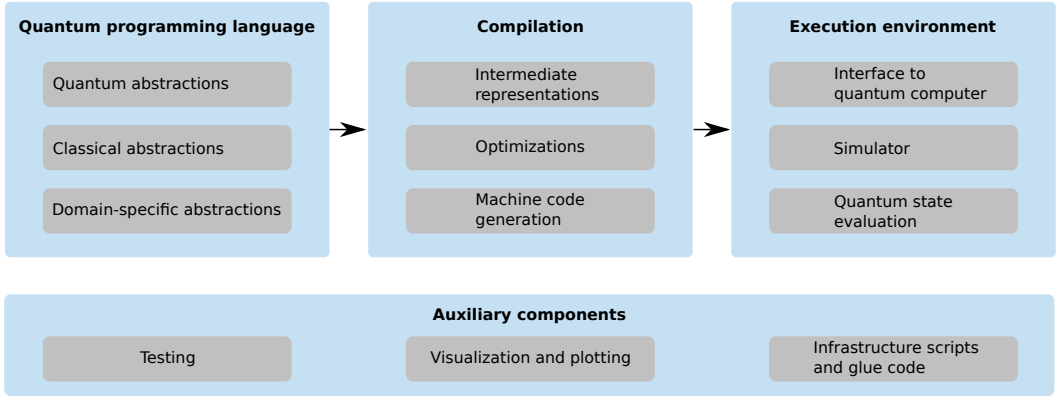 Quantum programming language
Quantum abstractions
Classical abstractions
Domain-specific abstractions
Compilation
Intermediate
representations
Optimizations
Machine code
generation
Execution environment
Interface to
quantum computer
Simulator
Quantum state
evaluation
Auxiliary components
Testing
Visualization and plotting
Infrastructure scripts
and glue code